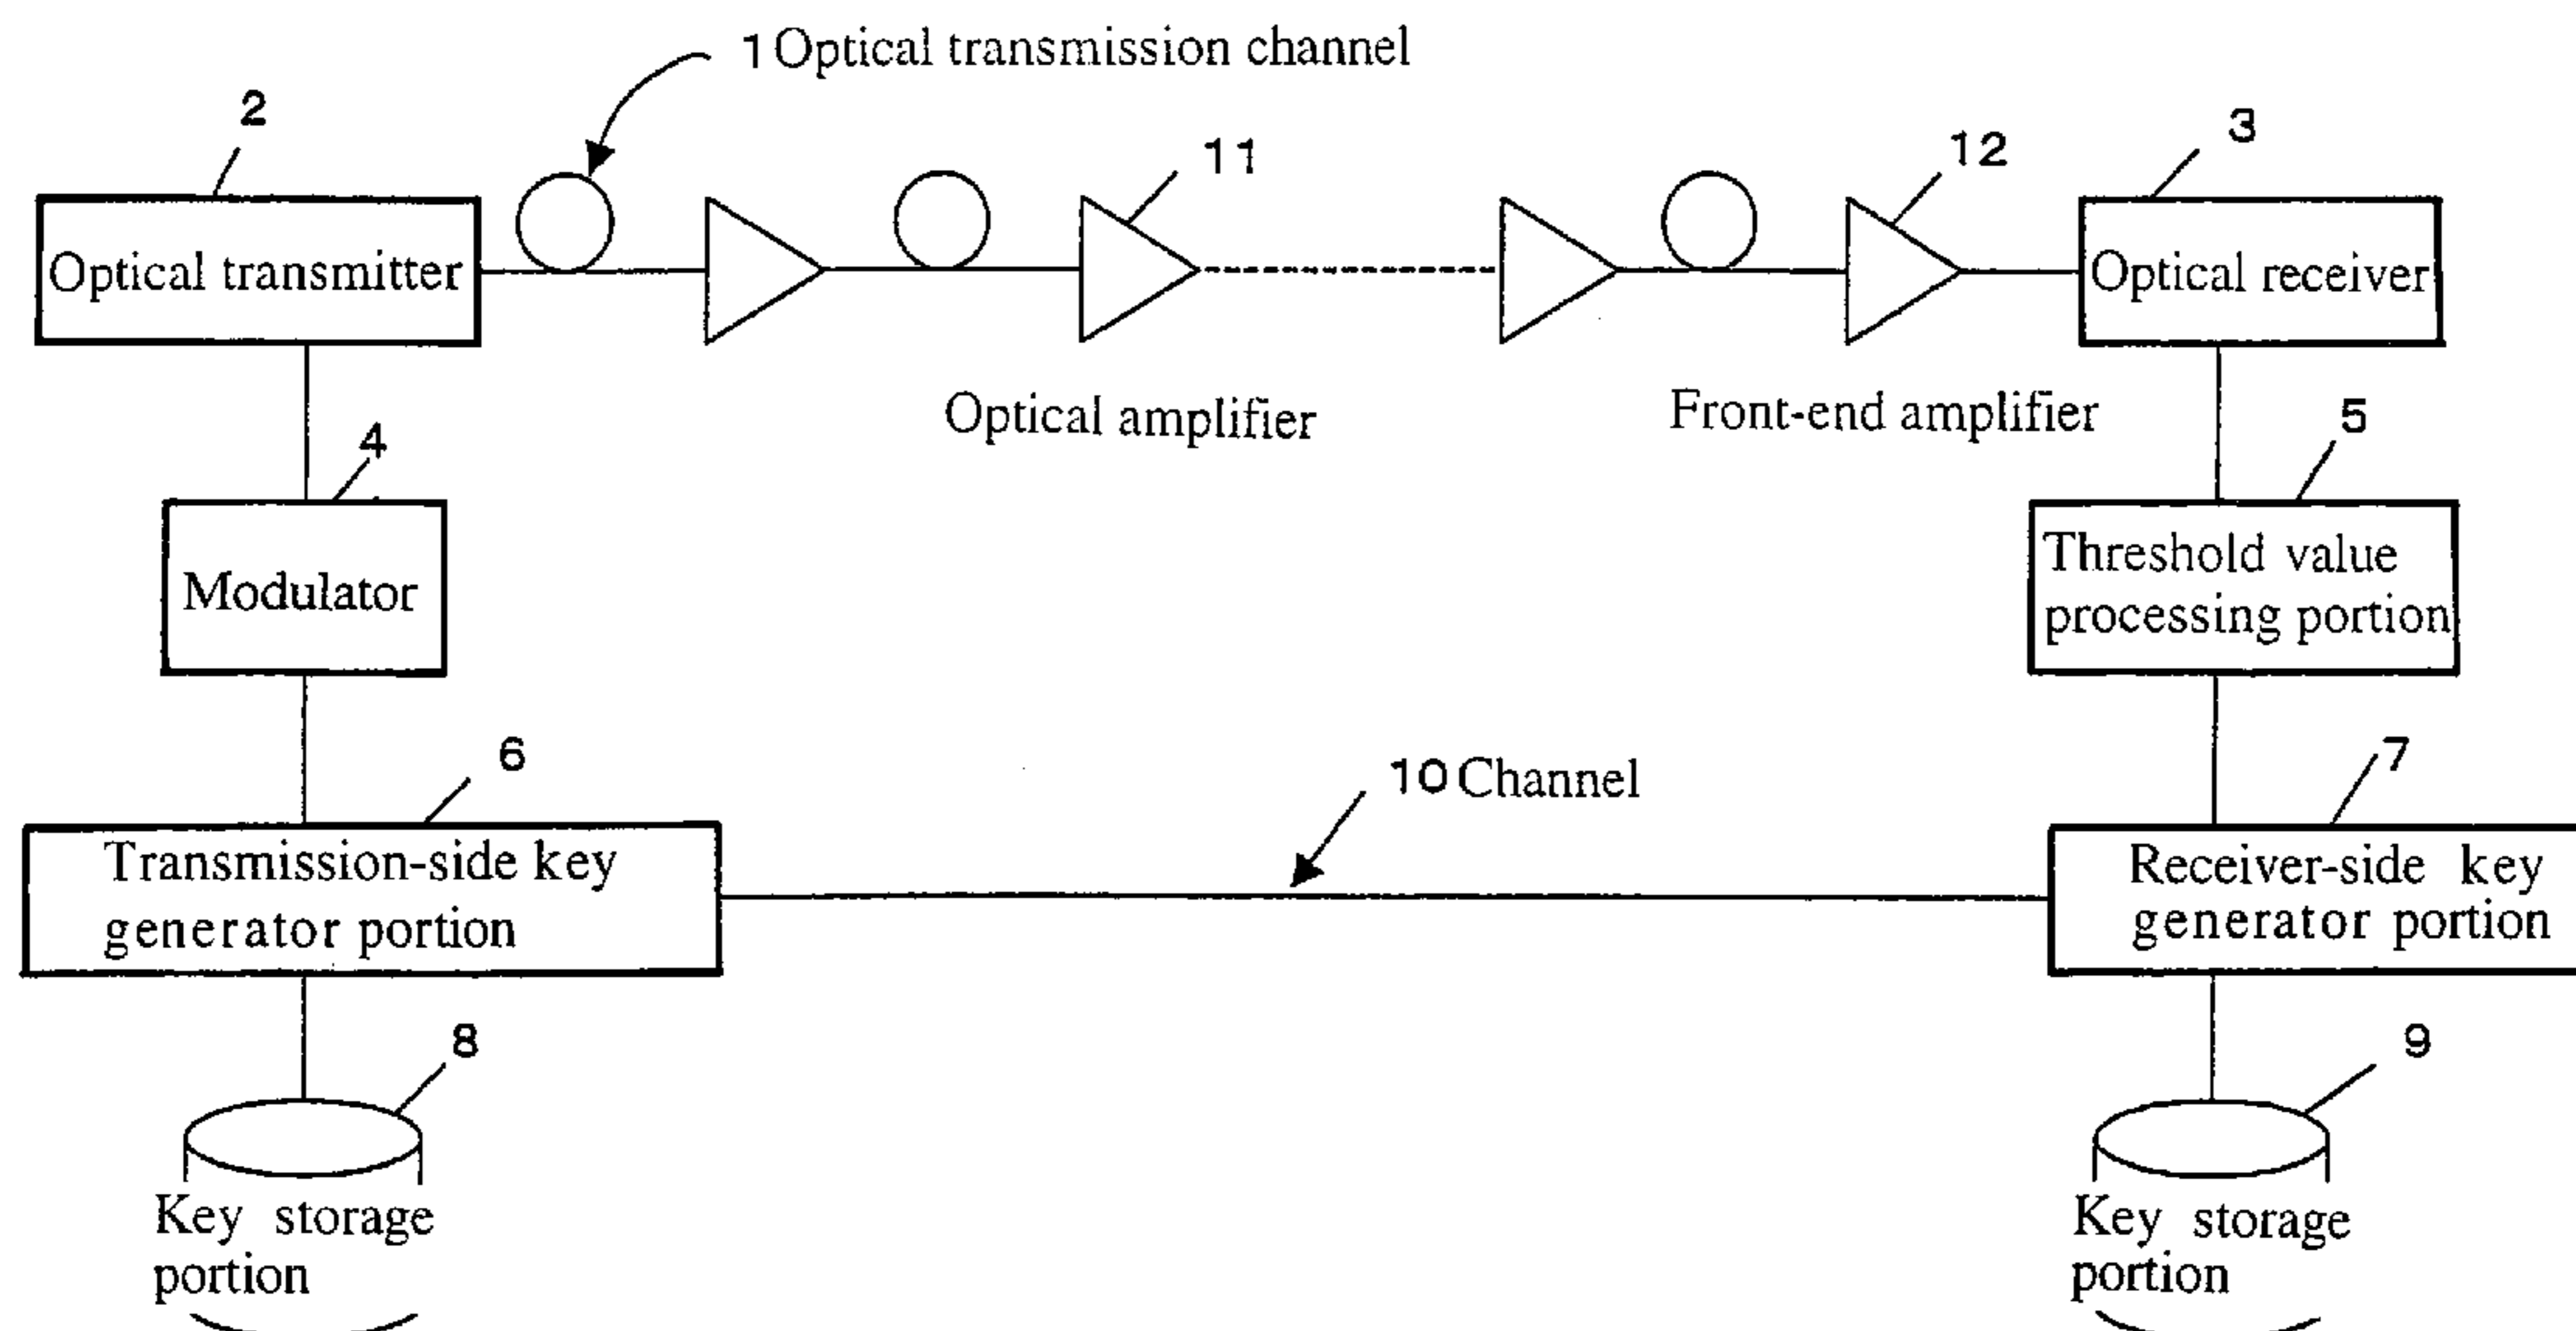 1 Optical transmission channel
2
3
11
12
Optical transmitter
Optical receiver
Optical amplifier
Front-end amplifier
4
5
Modulator
Threshold value
processing portion
6
7
10 Channel
Transmission-side key
generator portion
Receiver-side key
generator portion
8
9
Key storage
portion
Key storage
portion